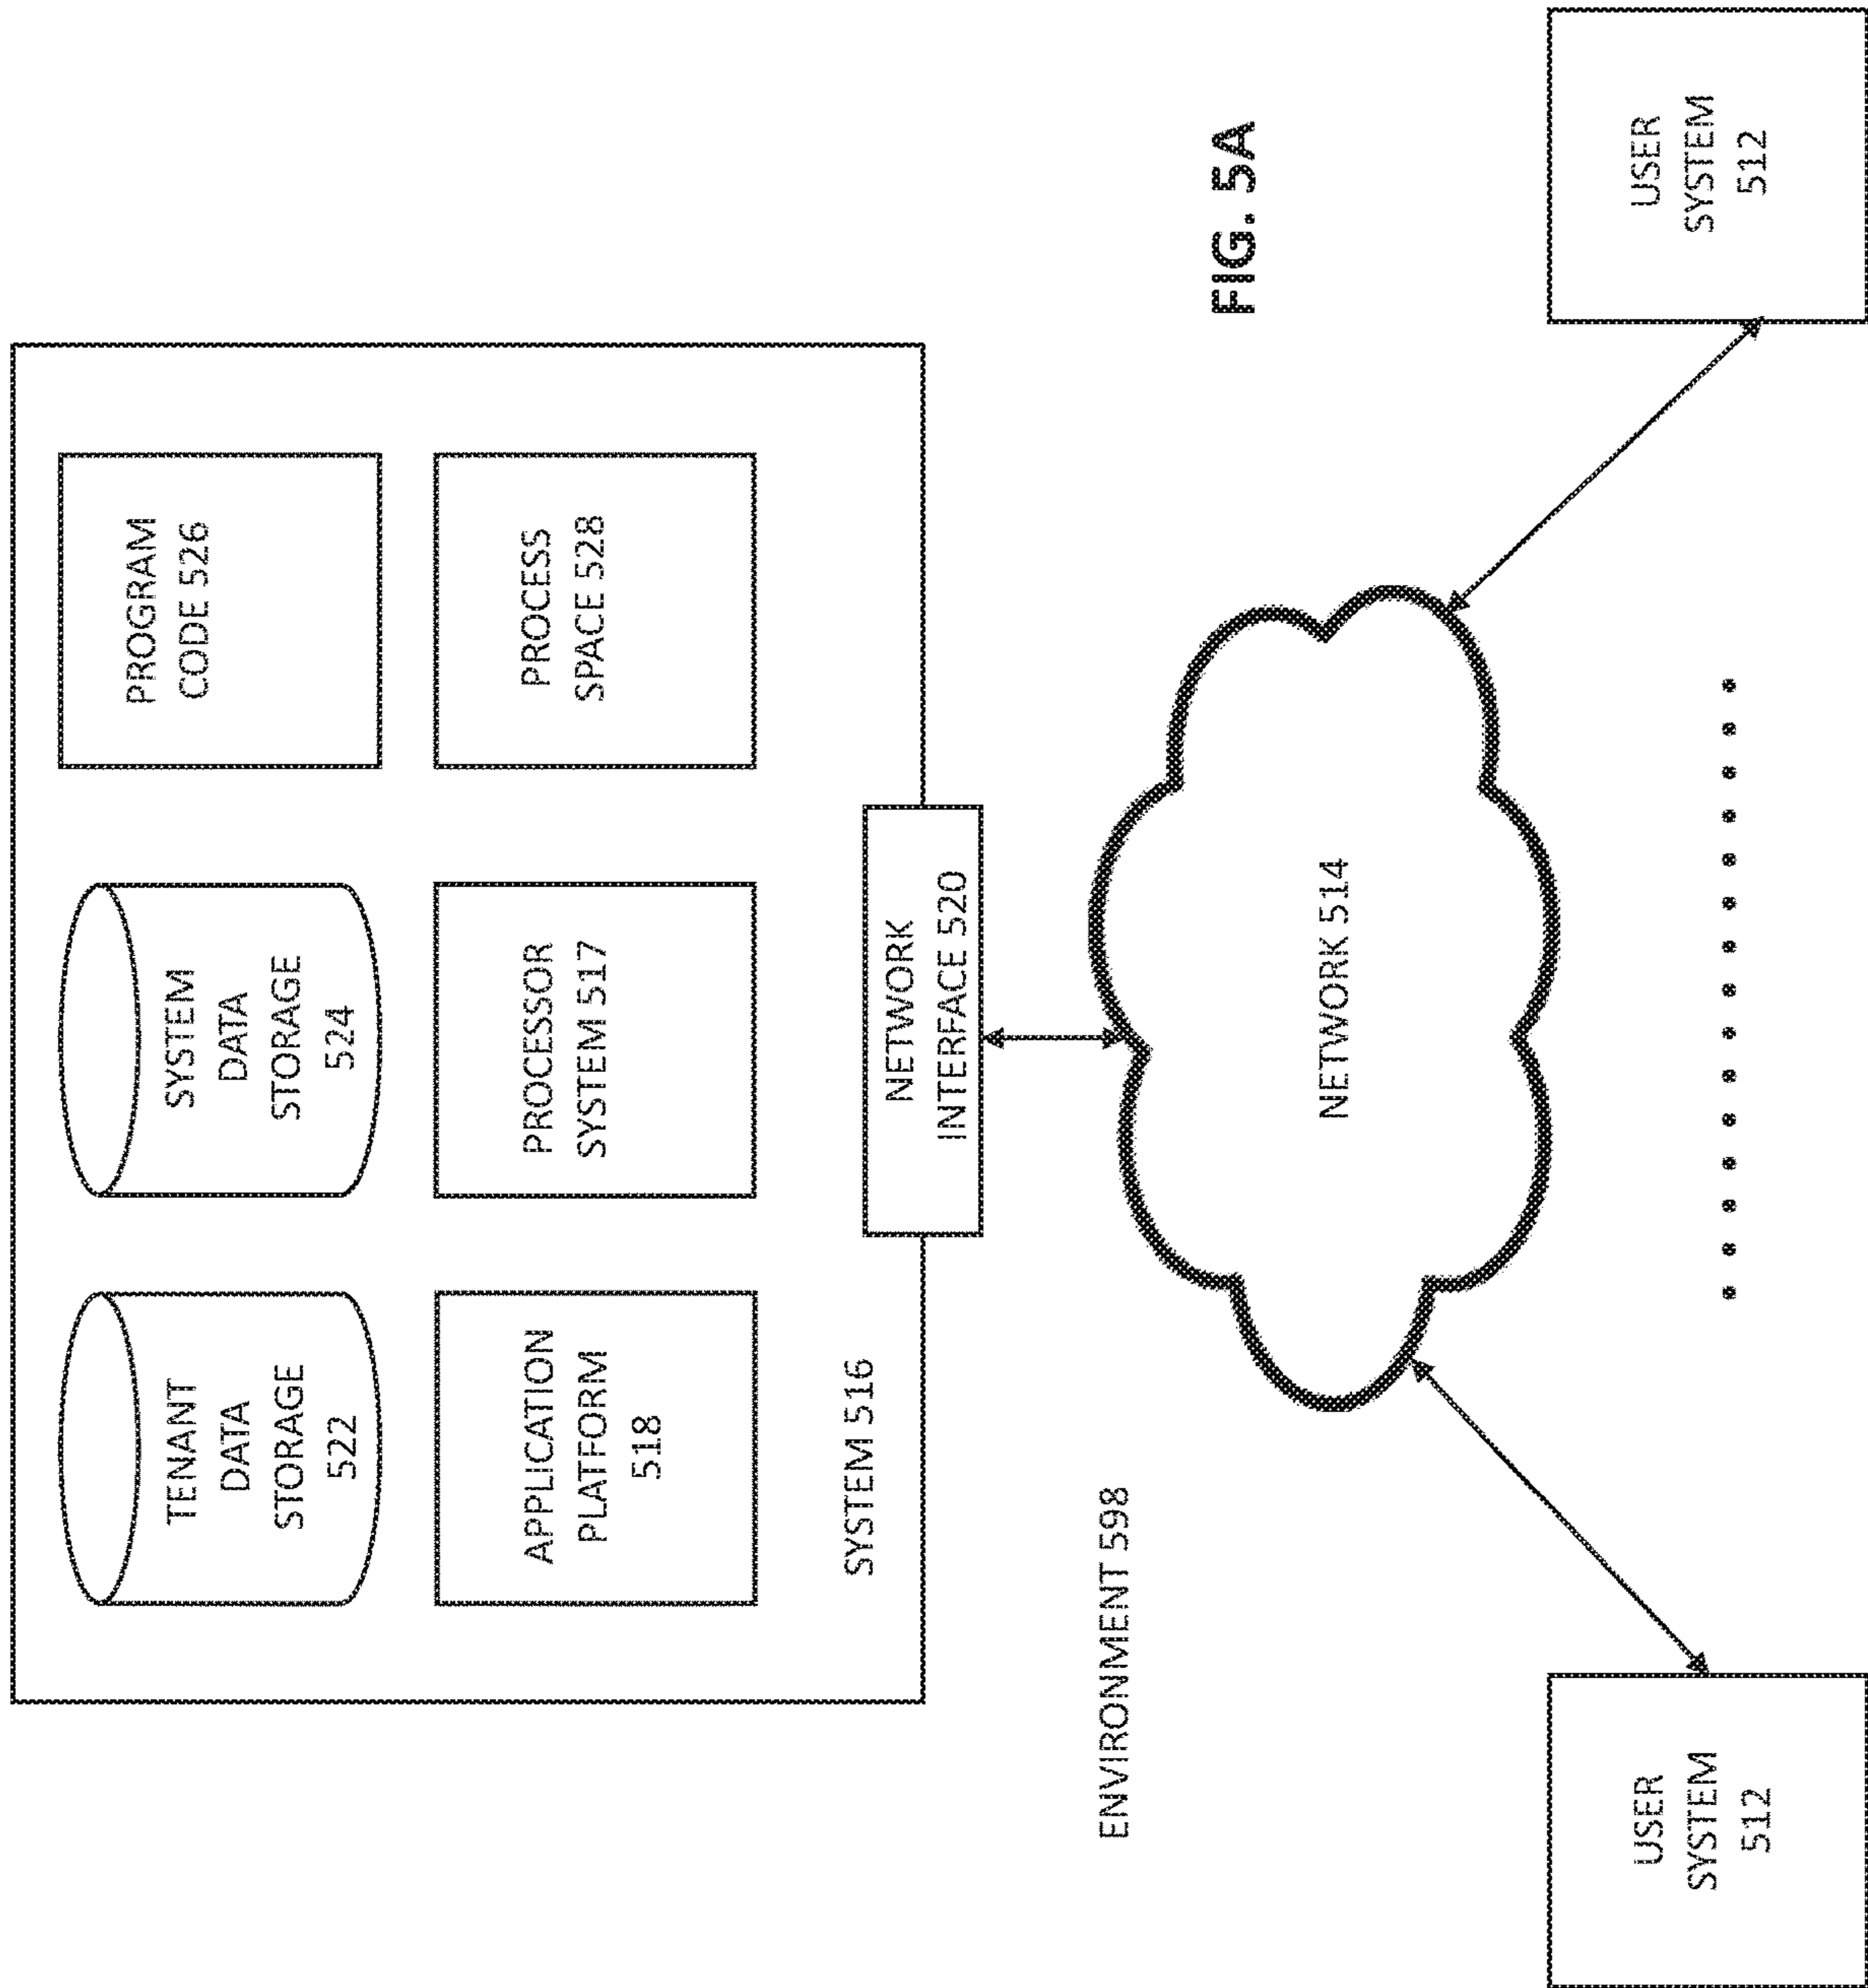 TENANT
DATA
STORAGE
522
SYSTEM
DATA
STORAGE
524
PROGRAM
CODE 526
APPLICATION
PLATFORM
518
PROCESSOR
SYSTEM 517
PROCESS
SPACE 528
SYSTEM 516
NETWORK
INTERFACE 520
ENVIRONMENT 598
NETWORK 514
FIG. 5A
USER
SYSTEM
512
USER
SYSTEM
512